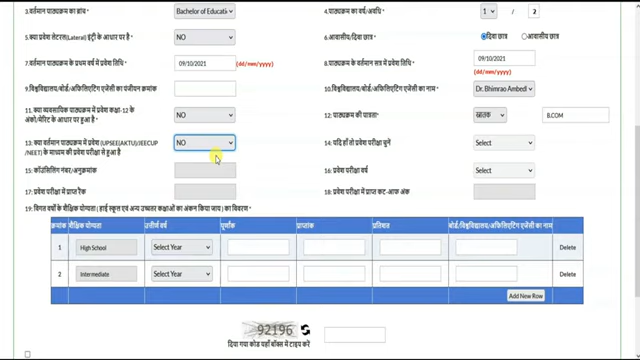 3.वर्तमान पाठ्यक्रम का ब्रांच * Bachelor of Educati
4.पाठ्यक्रम का वर्ष/अवधि * 1 / 2
5.क्या प्रवेश लेटरल(Lateral) इंट्री के आधार पर है * NO
6.आवासीय/दिवा छात्र * दिवा छात्र आवासीय छात्र
7.वर्तमान पाठ्यक्रम के प्रथम वर्ष में प्रवेश तिथि 09/10/2021 (dd/mm/yyyy)
8.पाठ्यक्रम के वर्तमान सत्र में प्रवेश तिथि * 09/10/2021
(dd/mm/yyyy)
9.विश्वविद्यालय/बोर्ड/अफिलिएटिंग एजेंसी का पंजीयन क्रमांक
10.विश्वविद्यालय/बोर्ड/अफिलिएटिंग एजेंसी का नाम * Dr. Bhimrao Ambedl
11.क्या व्यवसायिक पाठ्यक्रम में प्रवेश कक्षा-12 के
अंको/मेरिट के आधार पर हुआ है * NO
12.पाठ्यक्रम की पात्रता * स्नातक B.COM
13.क्या वर्तमान पाठ्यक्रम में प्रवेश (UPSEE(AKTU)/JEECUP
/NEET) के माध्यम की प्रवेश परीक्षा से हुआ है NO
14.यदि हाँ तो प्रवेश परीक्षा चुने Select
15.काँउसिलिंग नंबर/अनुक्रमांक
16.प्रवेश परीक्षा वर्ष Select
17.प्रवेश परीक्षा में प्राप्त रैंक
18.प्रवेश परीक्षा में प्राप्त कट-आफ अंक
19.विगत वर्षो के शैक्षिक योग्यता (हाई स्कूल एवं अन्य उच्चतर कक्षाओ का अंकन किया जाय) का विवरण *
क्रमांक शैक्षिक योग्यता उत्तीर्ण वर्ष पूर्णांक प्राप्तांक प्रतिशत बोर्ड/विश्वविद्यालय/अफिलिएटिंग एजेंसी का नाम
1 High School Select Year Delete
2 Intermediate Select Year Delete
Add New Row
92196
दिया गया कोड यहाँ बॉक्स में टाइप करें